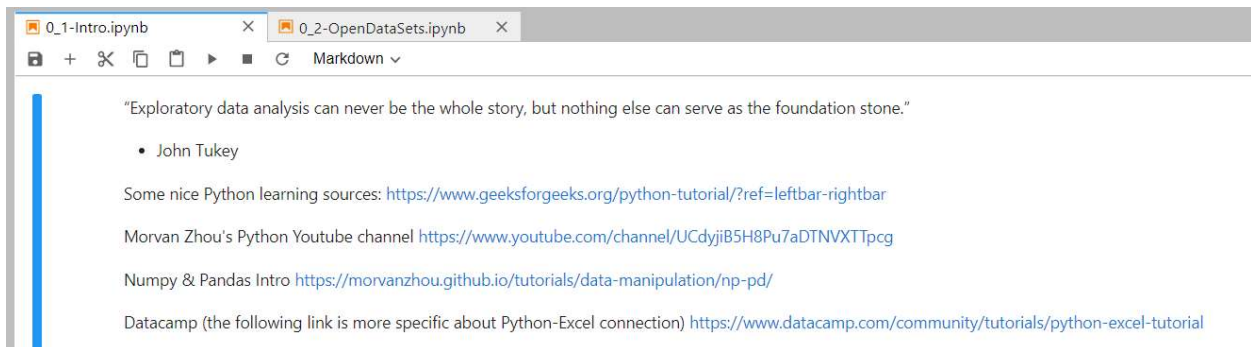 0_1-Intro.ipynb
0_2-OpenDataSets.ipynb
Markdown
“Exploratory data analysis can never be the whole story, but nothing else can serve as the foundation stone.”
• John Tukey
Some nice Python learning sources: https://www.geeksforgeeks.org/python-tutorial/?ref=leftbar-rightbar
Morvan Zhou's Python Youtube channel https://www.youtube.com/channel/UCdyjiB5H8Pu7aDTNVXTTpcg
Numpy & Pandas Intro https://morvanzhou.github.io/tutorials/data-manipulation/np-pd/
Datacamp (the following link is more specific about Python-Excel connection) https://www.datacamp.com/community/tutorials/python-excel-tutorial